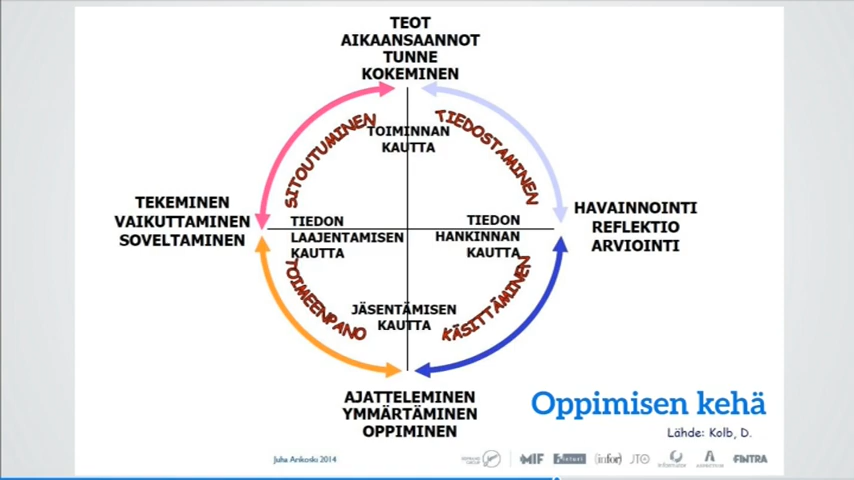 TEOT
AIKAANSAANNOT
TUNNE
KOKEMINEN
SITOUTUMINEN
TOIMINNAN
KAUTTA
TIEDOSTAMINEN
TEKEMINEN
VAIKUTTAMINEN
SOVELTAMINEN
TIEDON
LAAJENTAMISEN
KAUTTA
TIEDON
HANKINNAN
KAUTTA
HAVAINNOINTI
REFLEKTIO
ARVIOINTI
TOIMEENPANO
JÄSENTÄMISEN
KAUTTA
KÄSITTÄMINEN
AJATTELEMINEN
YMMÄRTÄMINEN
OPPIMINEN
Oppimisen kehä
Lähde: Kolb, D.
Juha Arikoski 2014
MIF
(infor)
JTO
FINTRA